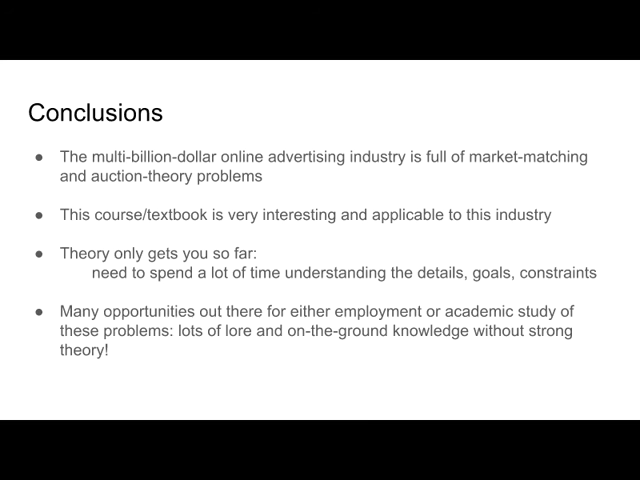 Conclusions
● The multi-billion-dollar online advertising industry is full of market-matching
and auction-theory problems
● This course/textbook is very interesting and applicable to this industry
● Theory only gets you so far:
need to spend a lot of time understanding the details, goals, constraints
● Many opportunities out there for either employment or academic study of
these problems: lots of lore and on-the-ground knowledge without strong
theory!